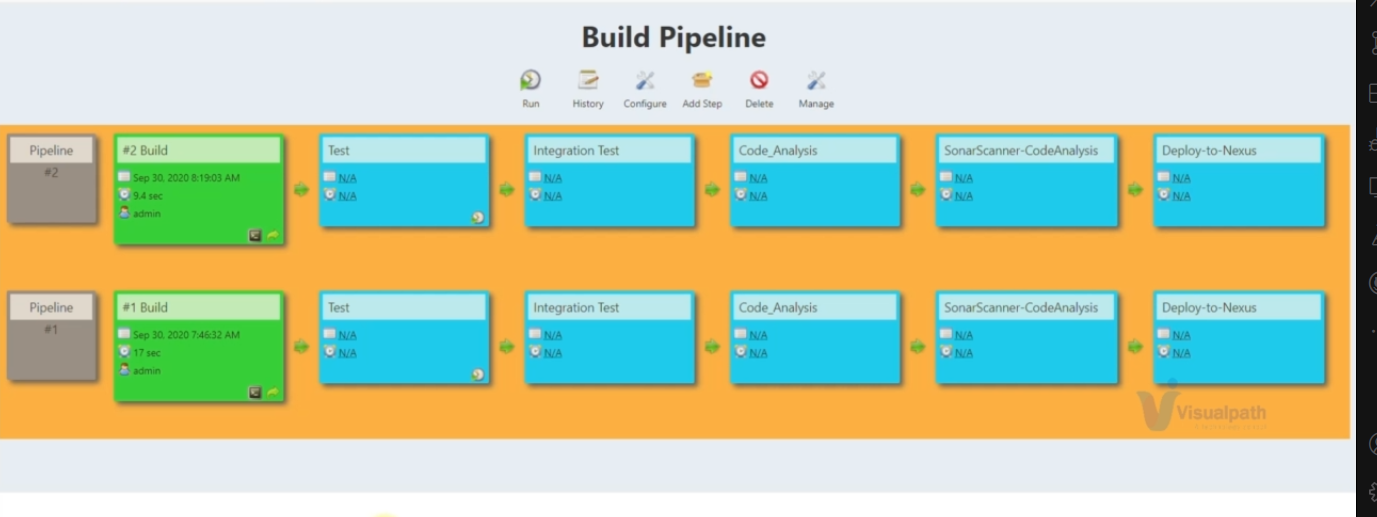 Build Pipeline
Run History Configure Add Step Delete Manage
Pipeline #2 Build Test Integration Test Code_Analysis SonarScanner-CodeAnalysis Deploy-to-Nexus
#2 Sep 30, 2020 8:19:03 AM N/A N/A N/A N/A N/A
9.4 sec N/A N/A N/A N/A N/A
admin
Pipeline #1 Build Test Integration Test Code_Analysis SonarScanner-CodeAnalysis Deploy-to-Nexus
#1 Sep 30, 2020 7:46:32 AM N/A N/A N/A N/A N/A
17 sec N/A N/A N/A N/A N/A
admin
Visualpath